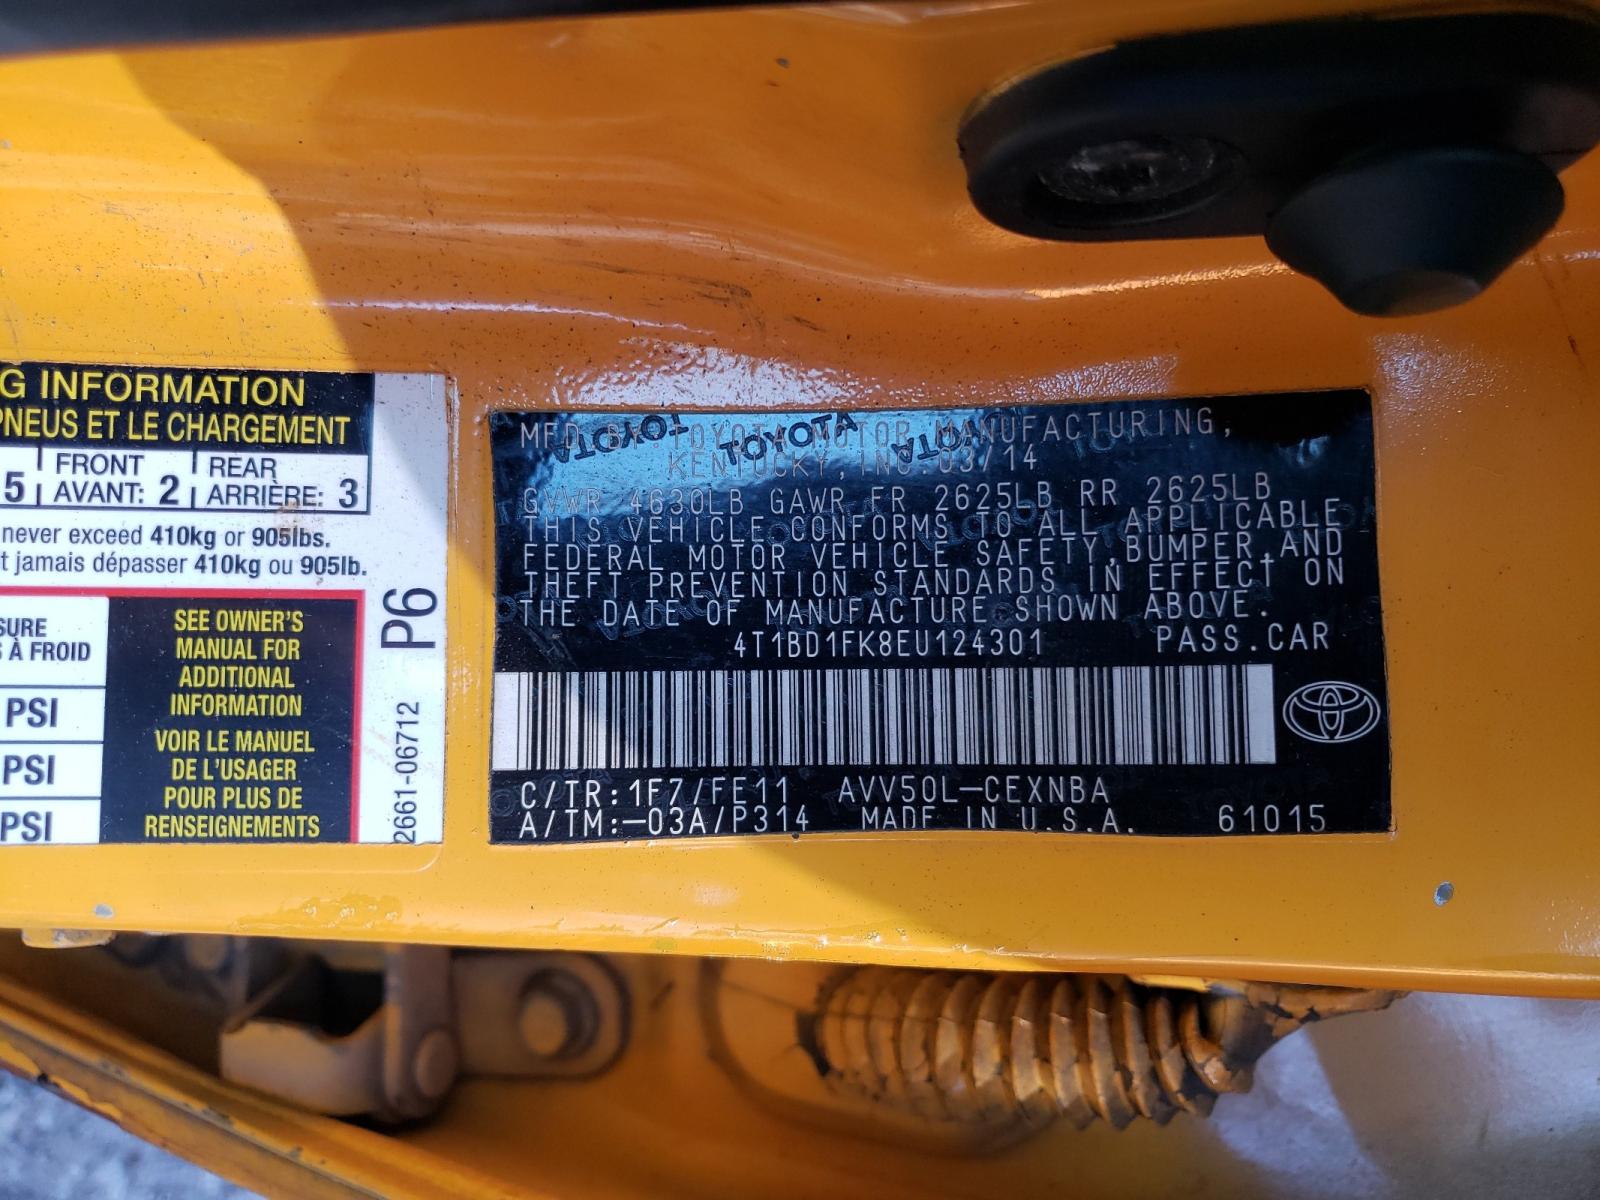 G INFORMATION
PNEUS ET LE CHARGEMENT
5 FRONT REAR
AVANT: 2 ARRIÈRE: 3
never exceed 410kg or 905lbs.
t jamais dépasser 410kg ou 905lb.
SURE
S À FROID
PSI
PSI
PSI
SEE OWNER'S
MANUAL FOR
ADDITIONAL
INFORMATION
VOIR LE MANUEL
DE L'USAGER
POUR PLUS DE
RENSEIGNEMENTS
P6
2661-06712
MFD BY TOYOTA MOTOR MANUFACTURING,
KENTUCKY, INC. 03/14
GVWR 4630LB GAWR FR 2625LB RR 2625LB
THIS VEHICLE CONFORMS TO ALL APPLICABLE
FEDERAL MOTOR VEHICLE SAFETY,BUMPER,AND
THEFT PREVENTION STANDARDS IN EFFECT ON
THE DATE OF MANUFACTURE SHOWN ABOVE.
4T1BD1FK8EU124301 PASS.CAR
C/TR:1F7/FE11 AVV50L-CEXNBA
A/TM:-03A/P314 MADE IN U.S.A. 61015
TOYOTA TOYOTA TOYOTA